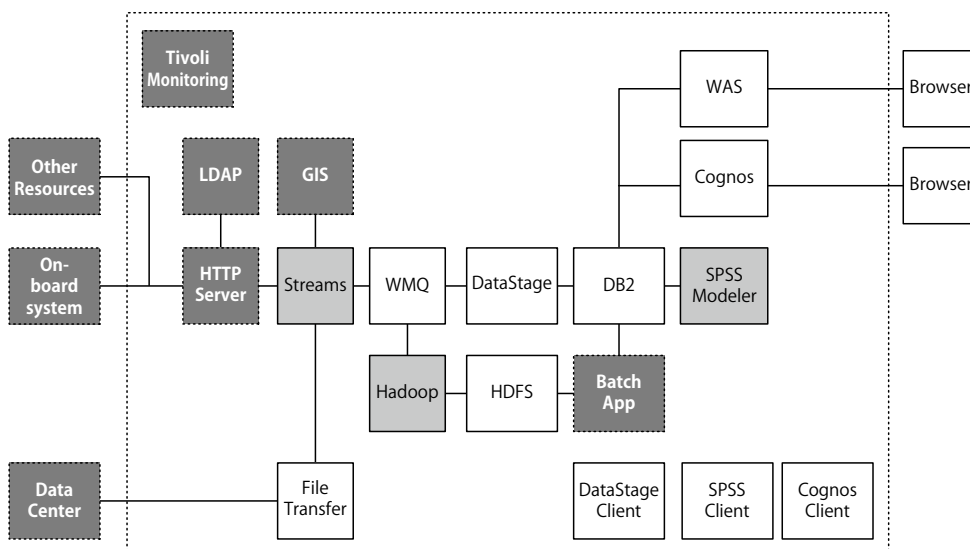 Tivoli
Monitoring
WAS
Browser
Other
Resources
LDAP
GIS
Cognos
Browser
On-
board
system
HTTP
Server
Streams
WMQ
DataStage
DB2
SPSS
Modeler
Hadoop
HDFS
Batch
App
Data
Center
File
Transfer
DataStage
Client
SPSS
Client
Cognos
Client